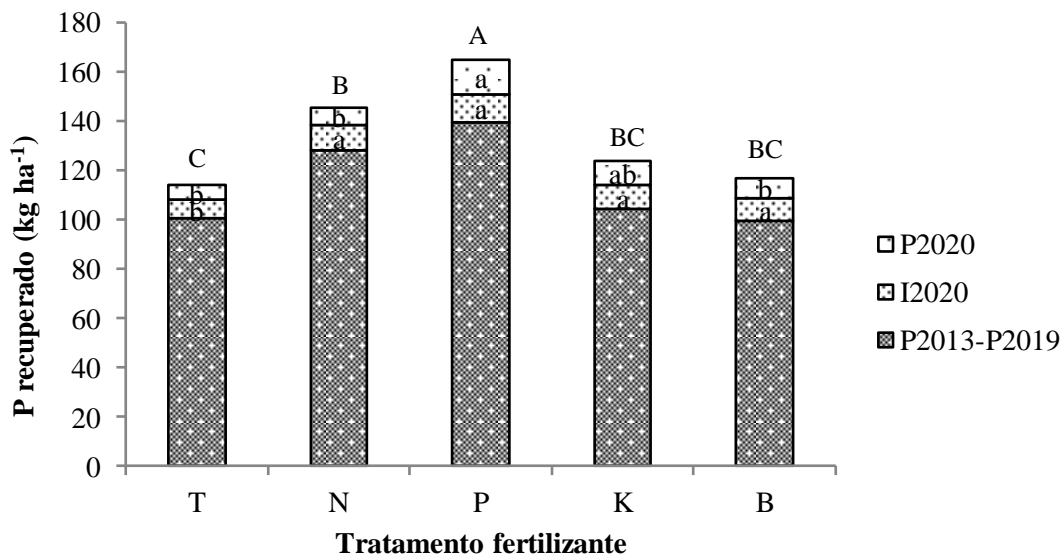 P recuperado (kg ha⁻¹)
180
160
140
120
100
80
60
40
20
0
C
B
A
BC
BC
b
b
b
a
a
a
ab
a
b
a
T N P K B
Tratamento fertilizante
P2020
I2020
P2013-P2019